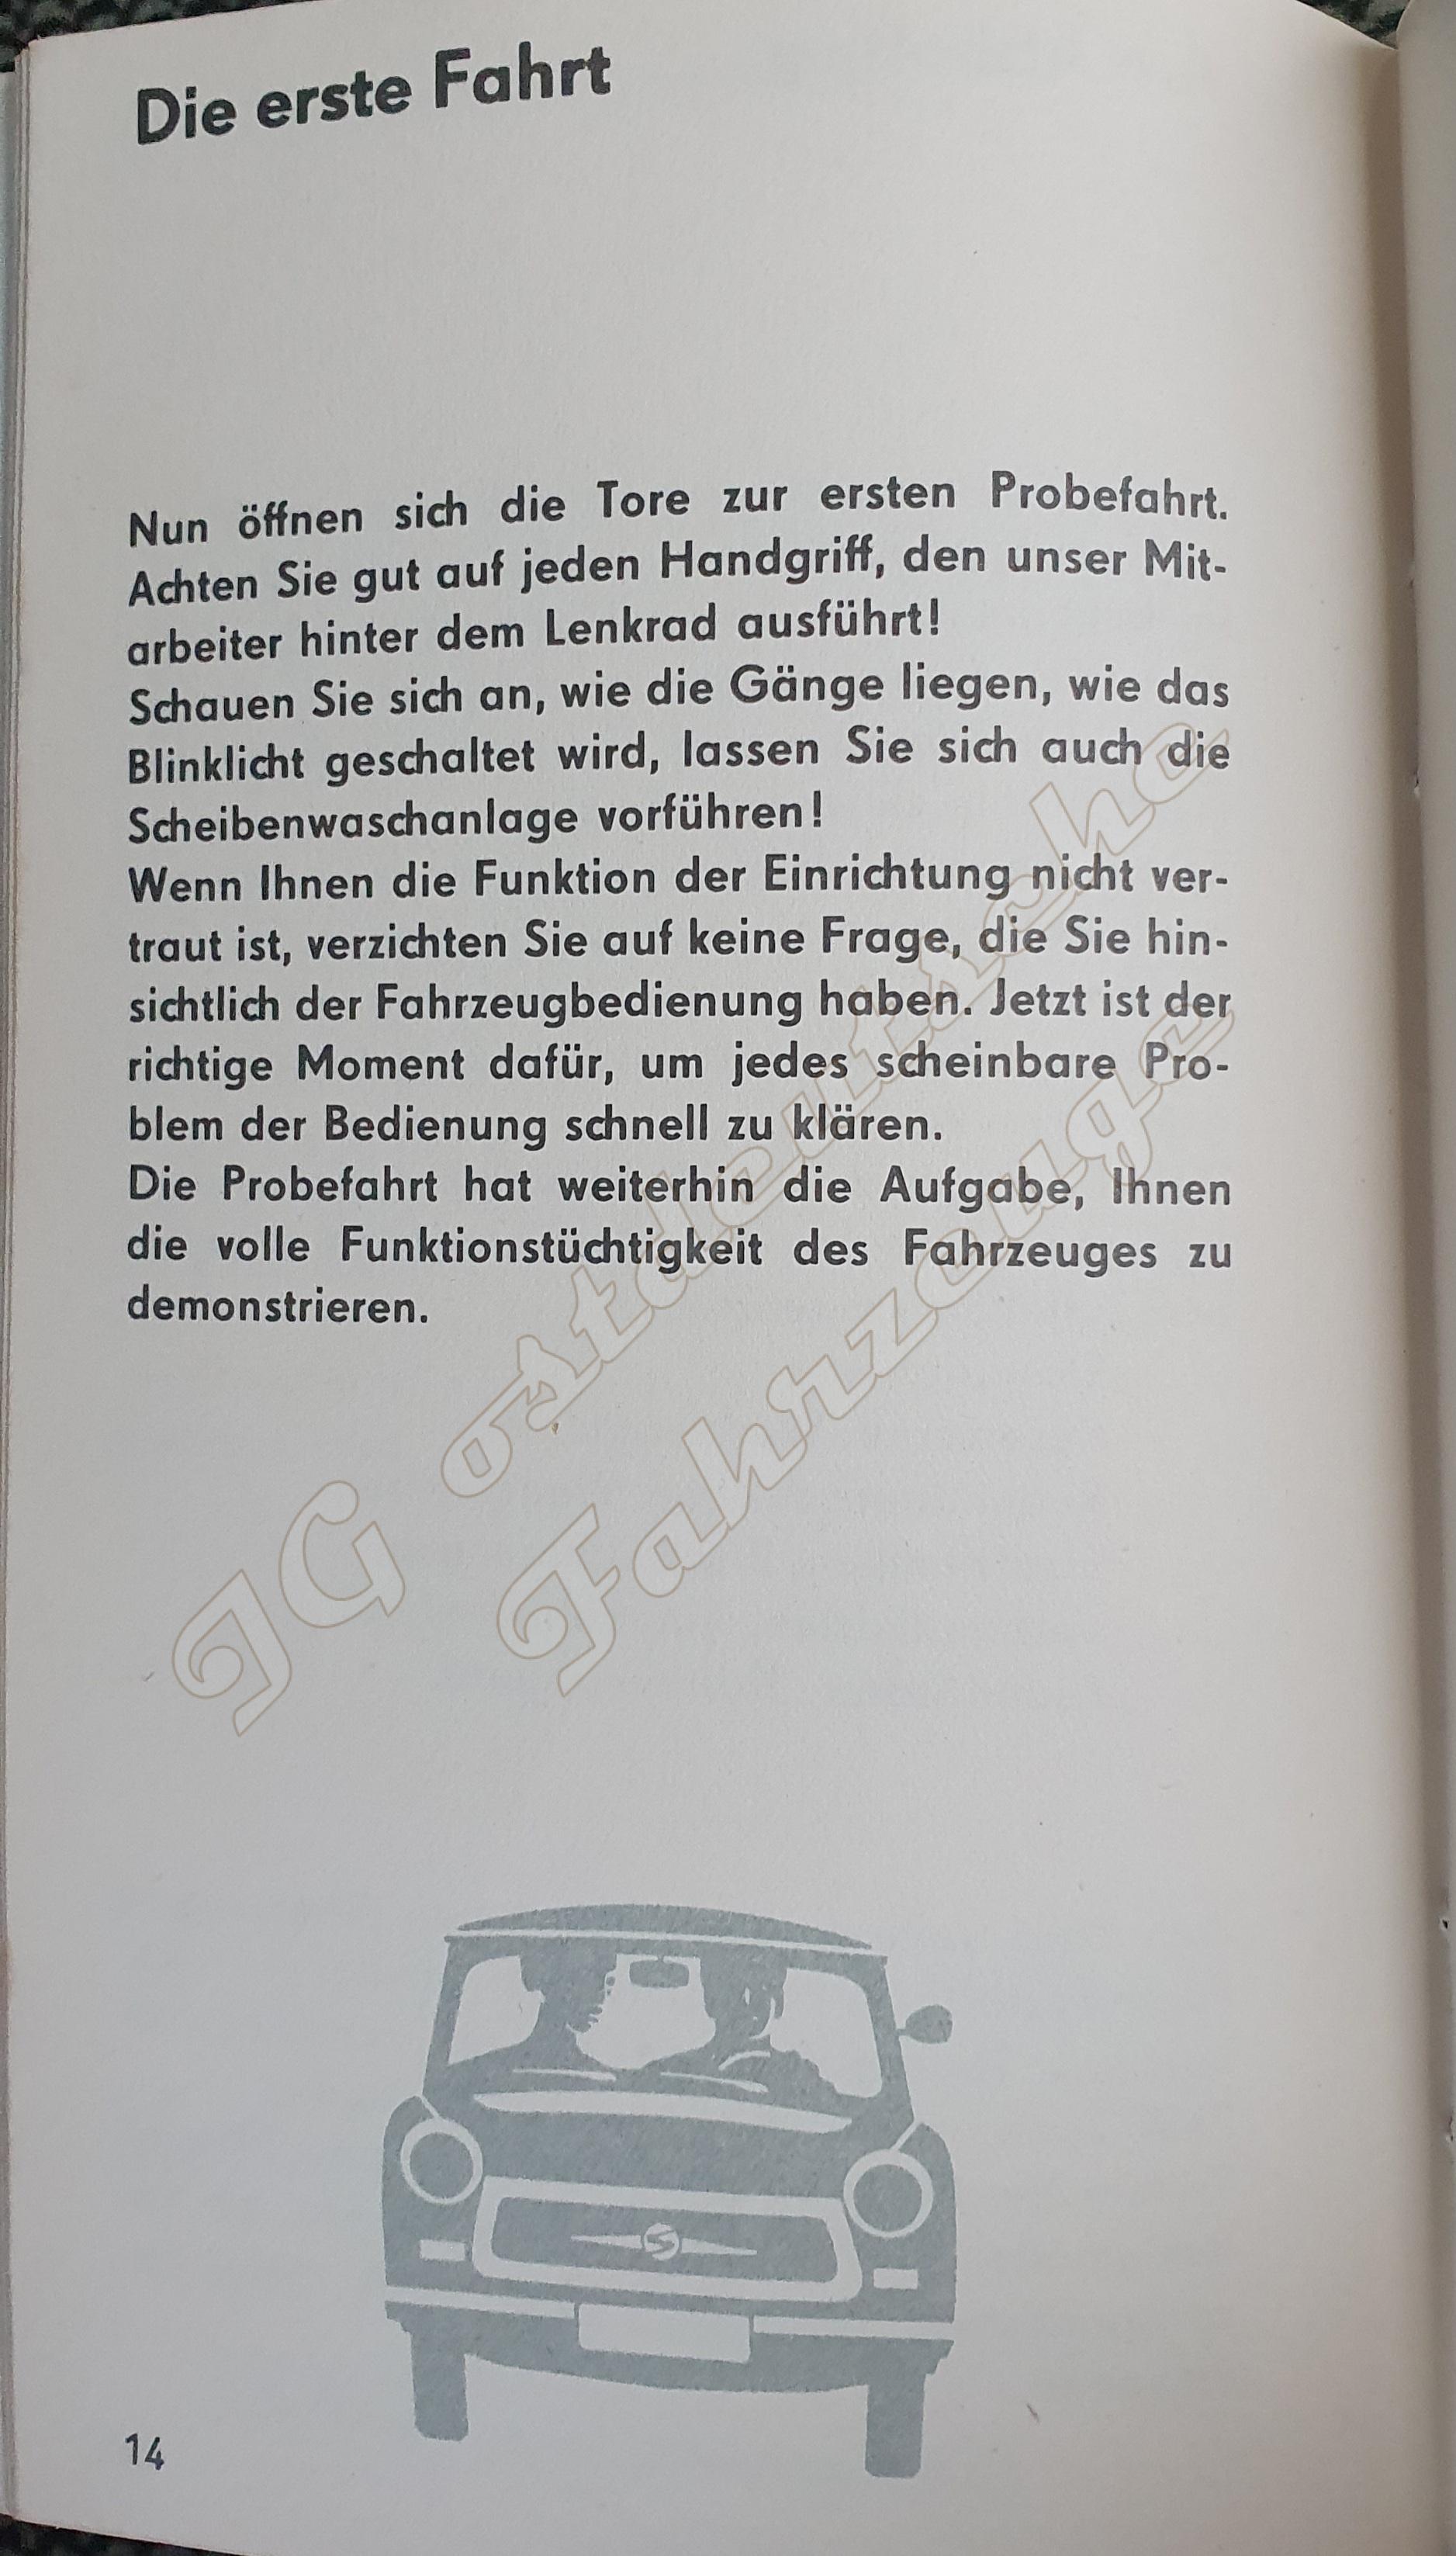 Die erste Fahrt
Nun öffnen sich die Tore zur ersten Probefahrt.
Achten Sie gut auf jeden Handgriff, den unser Mit-
arbeiter hinter dem Lenkrad ausführt!
Schauen Sie sich an, wie die Gänge liegen, wie das
Blinklicht geschaltet wird, lassen Sie sich auch die
Scheibenwaschanlage vorführen!
Wenn Ihnen die Funktion der Einrichtung nicht ver-
traut ist, verzichten Sie auf keine Frage, die Sie hin-
sichtlich der Fahrzeugbedienung haben. Jetzt ist der
richtige Moment dafür, um jedes scheinbare Pro-
blem der Bedienung schnell zu klären.
Die Probefahrt hat weiterhin die Aufgabe, Ihnen
die volle Funktionstüchtigkeit des Fahrzeuges zu
demonstrieren.
IG ostdeutsche
Fahrzeuge
S
14